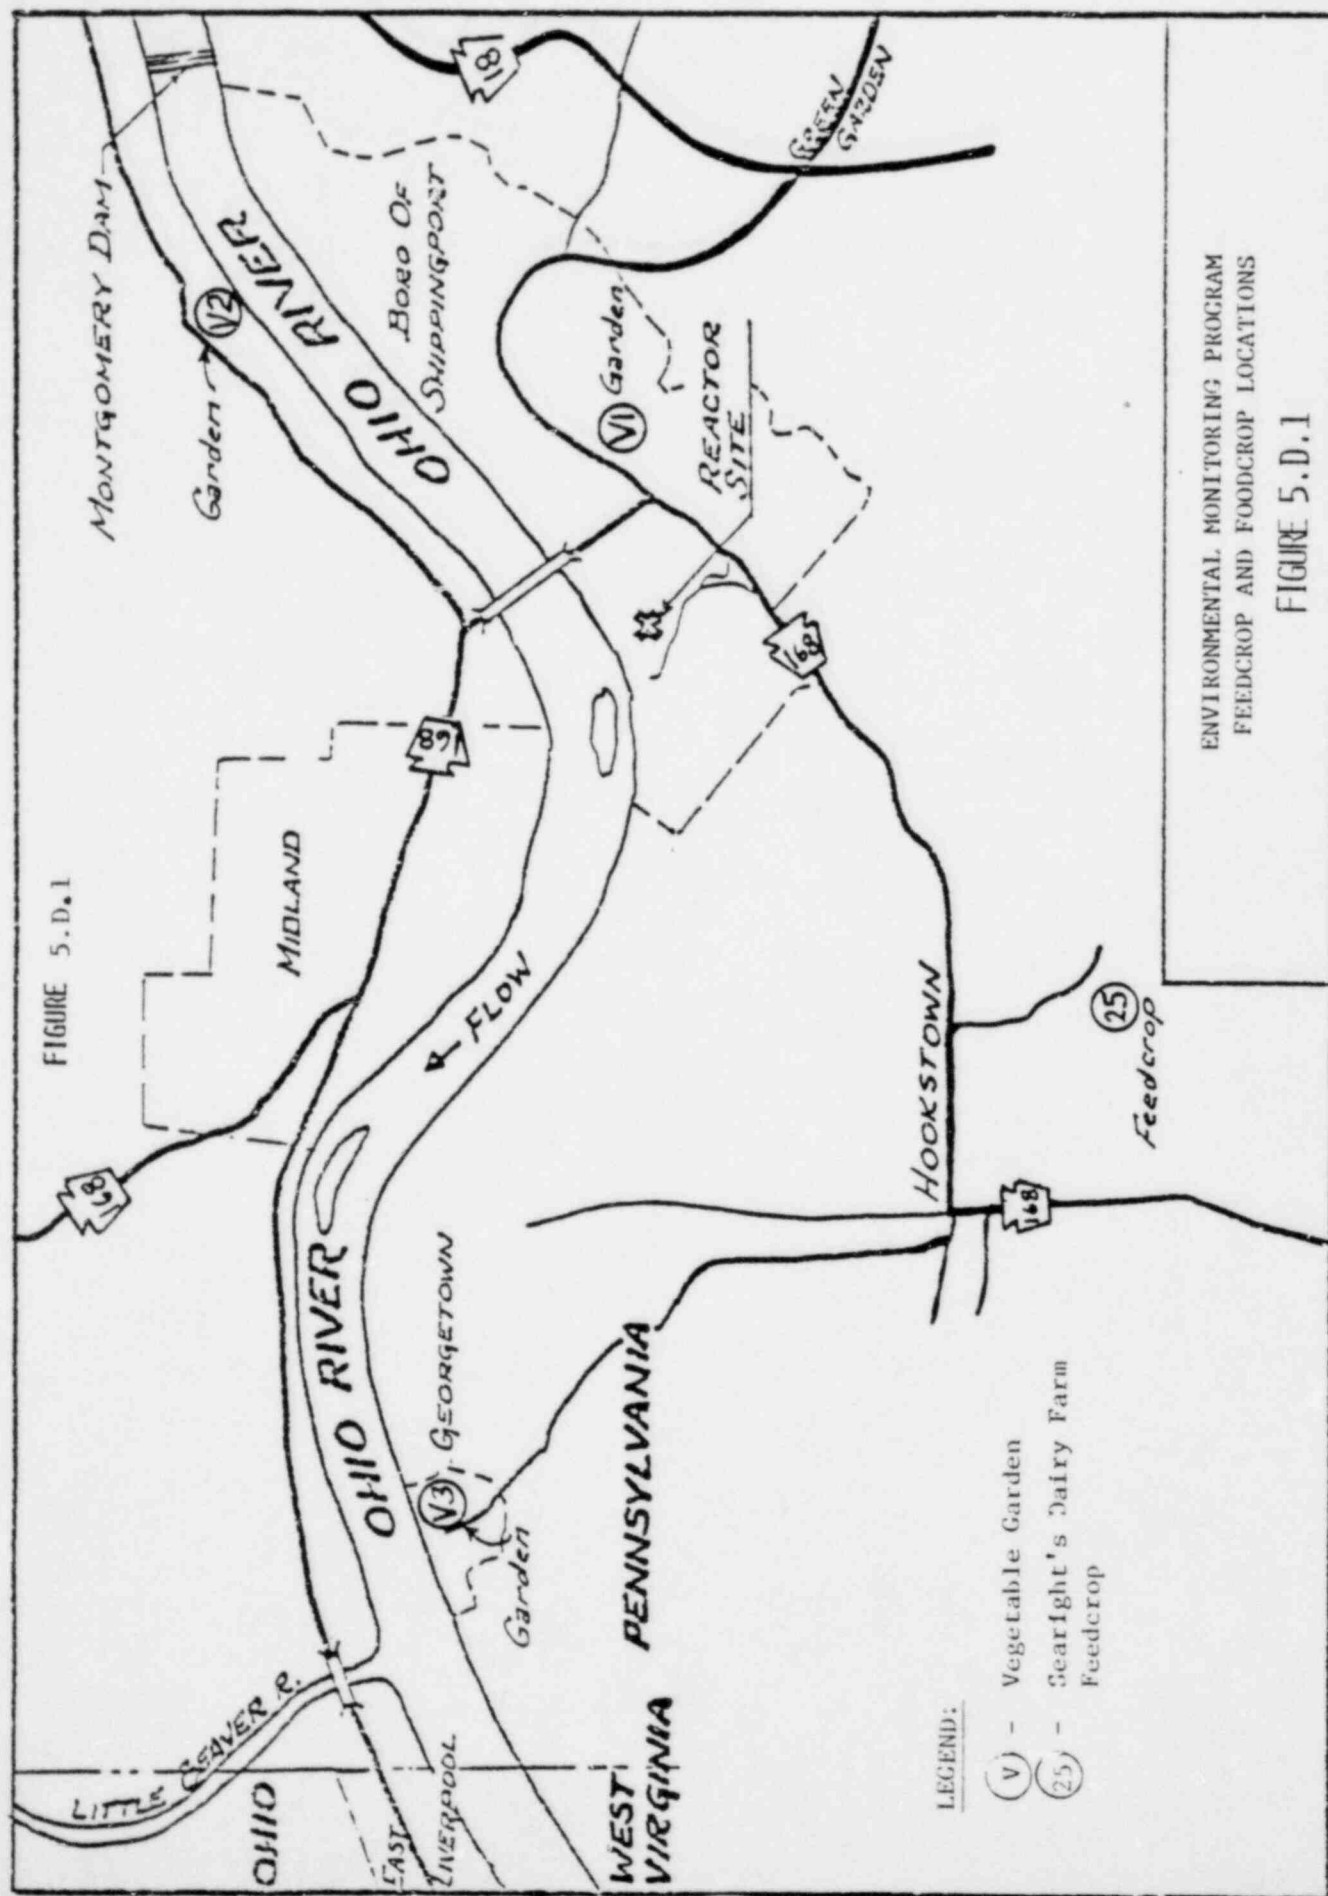 FIGURE 5.D.1
MONTGOMERY DAM
Garden
V2
OHIO RIVER
BORO OF
SHIPPINGPORT
181
GREEN
GARDEN
V1
Garden
REACTOR
SITE
168
MIDLAND
68
168
FLOW
OHIO RIVER
V3
GEORGETOWN
Garden
HOOKSTOWN
168
25
Feedcrop
LITTLE BEAVER R.
OHIO
EAST
LIVERPOOL
WEST
VIRGINIA
PENNSYLVANIA
LEGEND:
V - Vegetable Garden
25 - Searight's Dairy Farm
Feedcrop
ENVIRONMENTAL MONITORING PROGRAM
FEEDCROP AND FOODCROP LOCATIONS
FIGURE 5.D.1